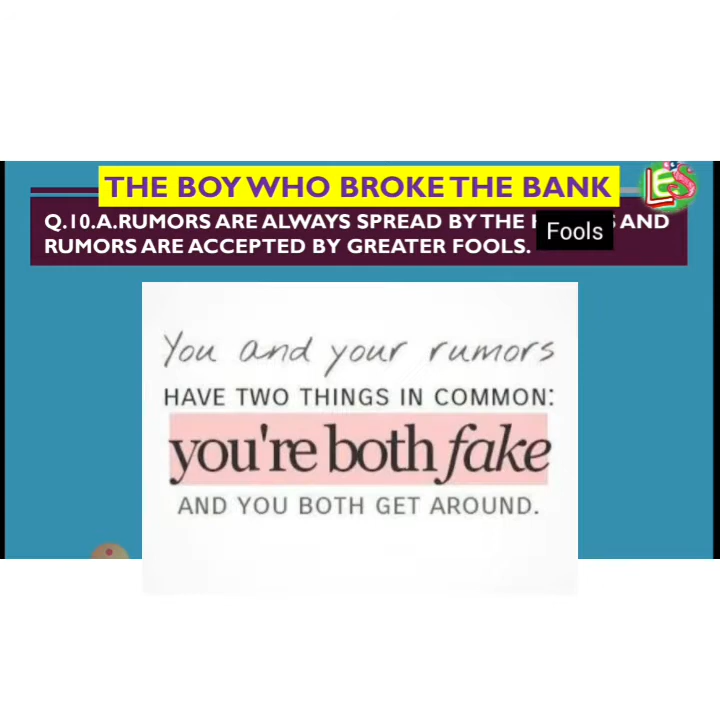 THE BOY WHO BROKE THE BANK
LES
Q.10.A.RUMORS ARE ALWAYS SPREAD BY THE Fools AND
RUMORS ARE ACCEPTED BY GREATER FOOLS.
You and your rumors
HAVE TWO THINGS IN COMMON:
you're both fake
AND YOU BOTH GET AROUND.